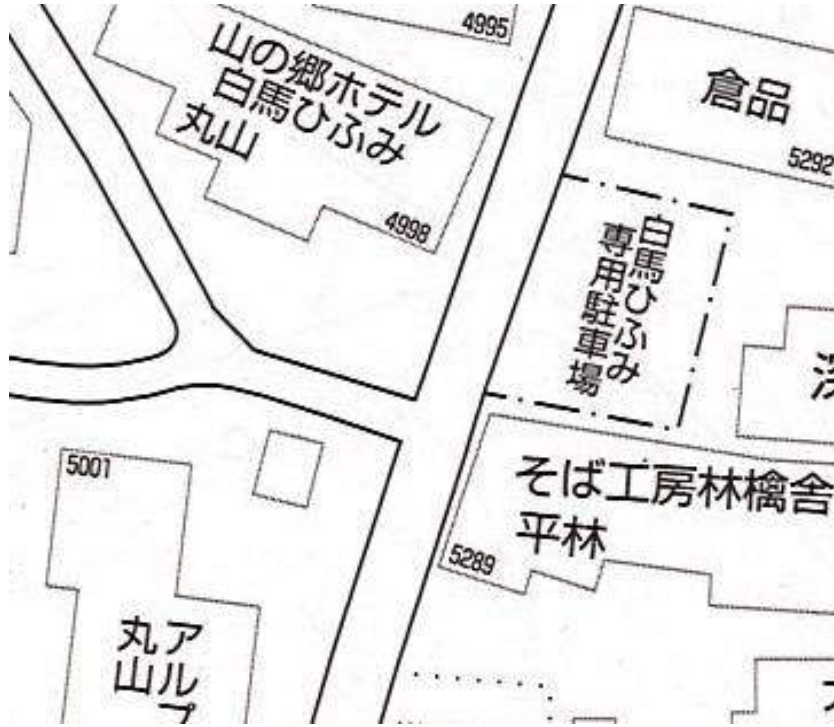 4995
山の郷ホテル
白馬ひふみ
丸山
4998
倉品
5292
白馬ひふみ
専用駐車場
5001
そば工房林檎舎
平林
5289
アルプ
丸山